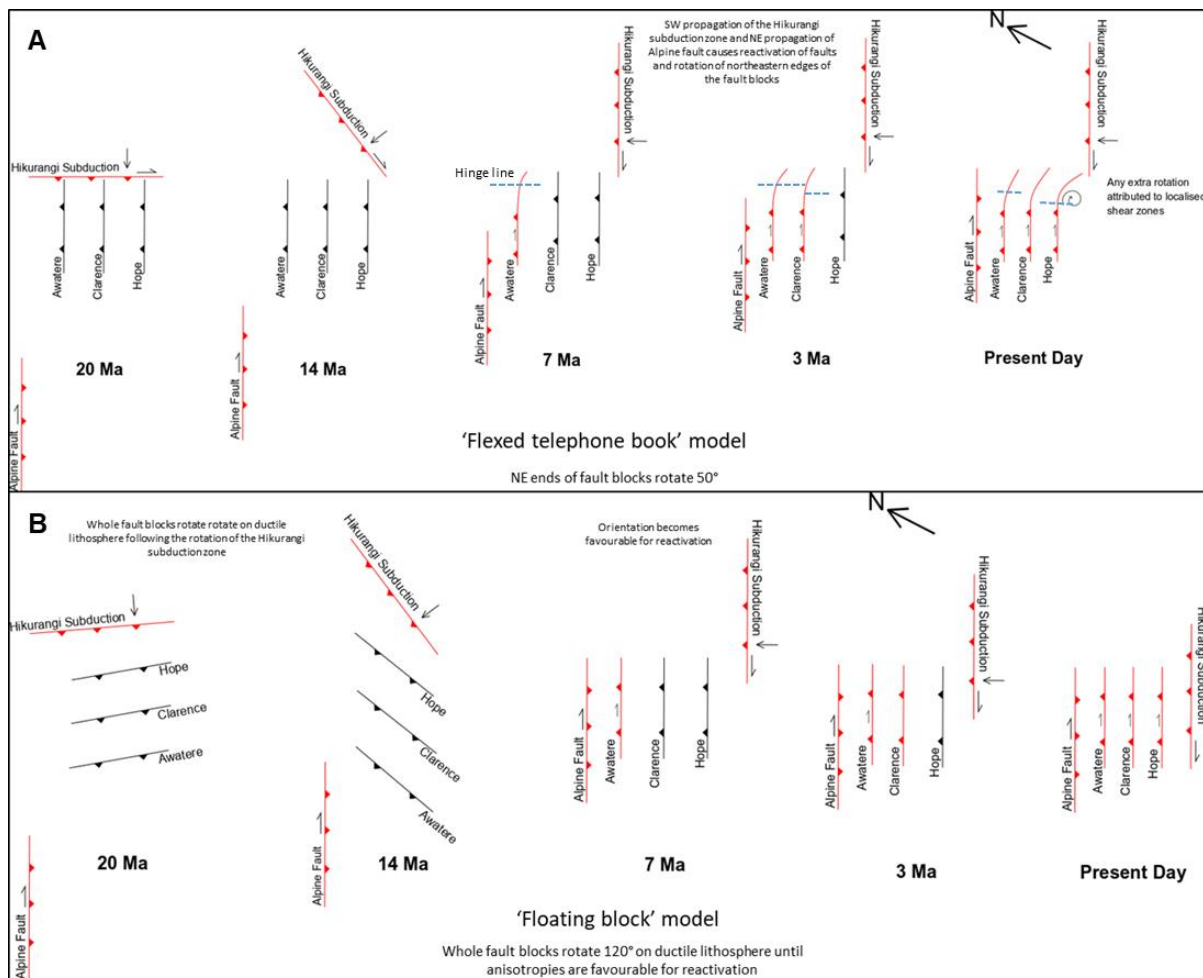 A
N
SW propagation of the Hikurangi
subduction zone and NE propagation of
Alpine fault causes reactivation of faults
and rotation of northeastern edges of
the fault blocks
Hikurangi Subduction
Awatere
Clarence
Hope
Alpine Fault
20 Ma
Hikurangi Subduction
Awatere
Clarence
Hope
Alpine Fault
14 Ma
Hikurangi Subduction
Hinge line
Alpine Fault
Awatere
Clarence
Hope
7 Ma
Hikurangi Subduction
Alpine Fault
Awatere
Clarence
Hope
3 Ma
Hikurangi Subduction
Any extra rotation
attributed to localised
shear zones
Alpine Fault
Awatere
Clarence
Hope
Present Day
'Flexed telephone book' model
NE ends of fault blocks rotate 50°
B
N
Whole fault blocks rotate rotate on ductile
lithosphere following the rotation of the Hikurangi
subduction zone
Hikurangi Subduction
Hope
Clarence
Awatere
Alpine Fault
20 Ma
Hikurangi Subduction
Hope
Clarence
Awatere
Alpine Fault
14 Ma
Orientation becomes
favourable for reactivation
Hikurangi Subduction
Alpine Fault
Awatere
Clarence
Hope
7 Ma
Hikurangi Subduction
Alpine Fault
Awatere
Clarence
Hope
3 Ma
Hikurangi Subduction
Alpine Fault
Awatere
Clarence
Hope
Present Day
'Floating block' model
Whole fault blocks rotate 120° on ductile lithosphere until
anisotropies are favourable for reactivation